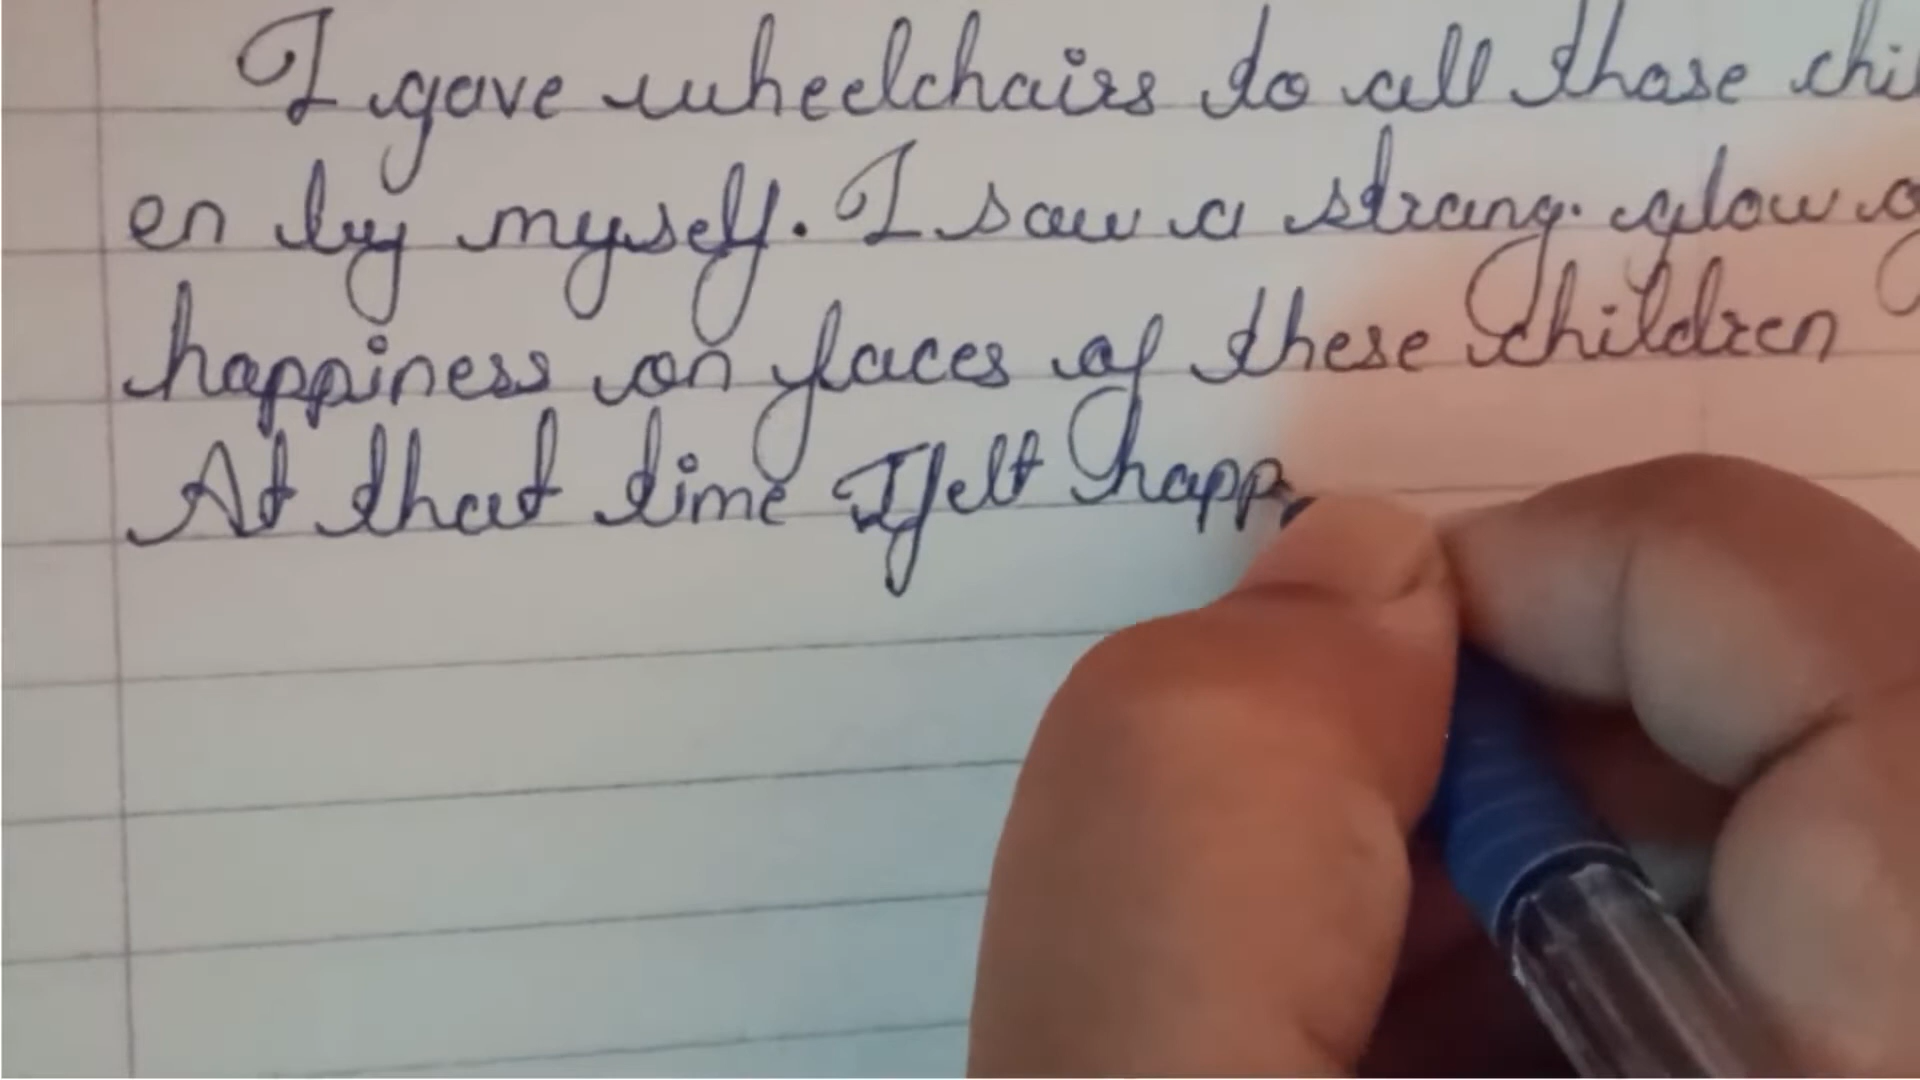 I gave wheelchairs to all those chi
en by myself. I saw a strang. glow o
happiness on faces of these children
At that time I felt happ